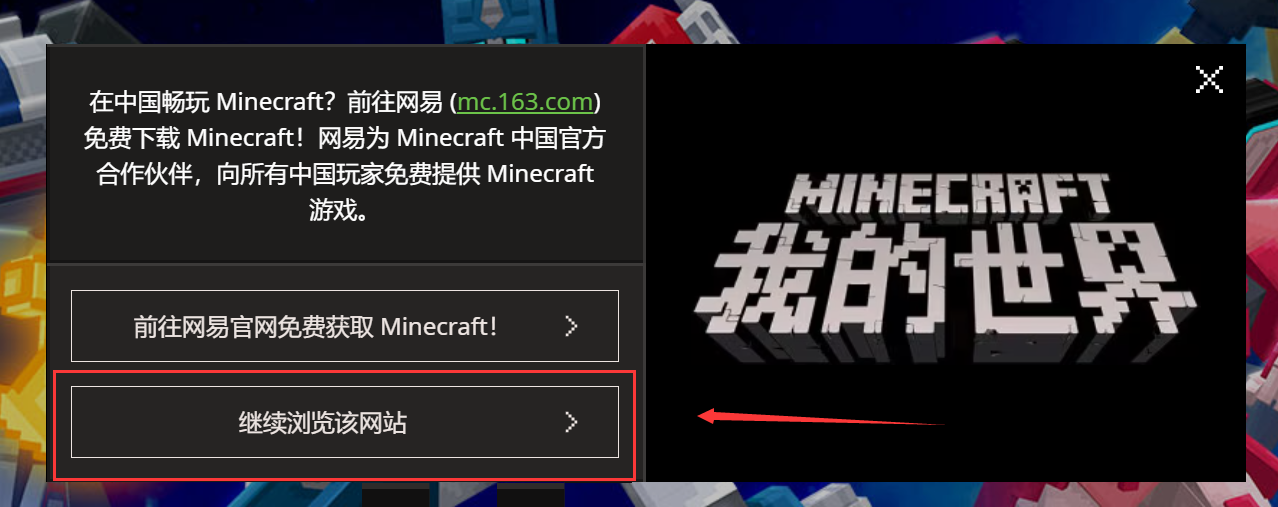 在中国畅玩 Minecraft？前往网易 (mc.163.com)
免费下载 Minecraft！网易为 Minecraft 中国官方
合作伙伴，向所有中国玩家免费提供 Minecraft
游戏。
前往网易官网免费获取 Minecraft！
继续浏览该网站
MINECRAFT
我的世界